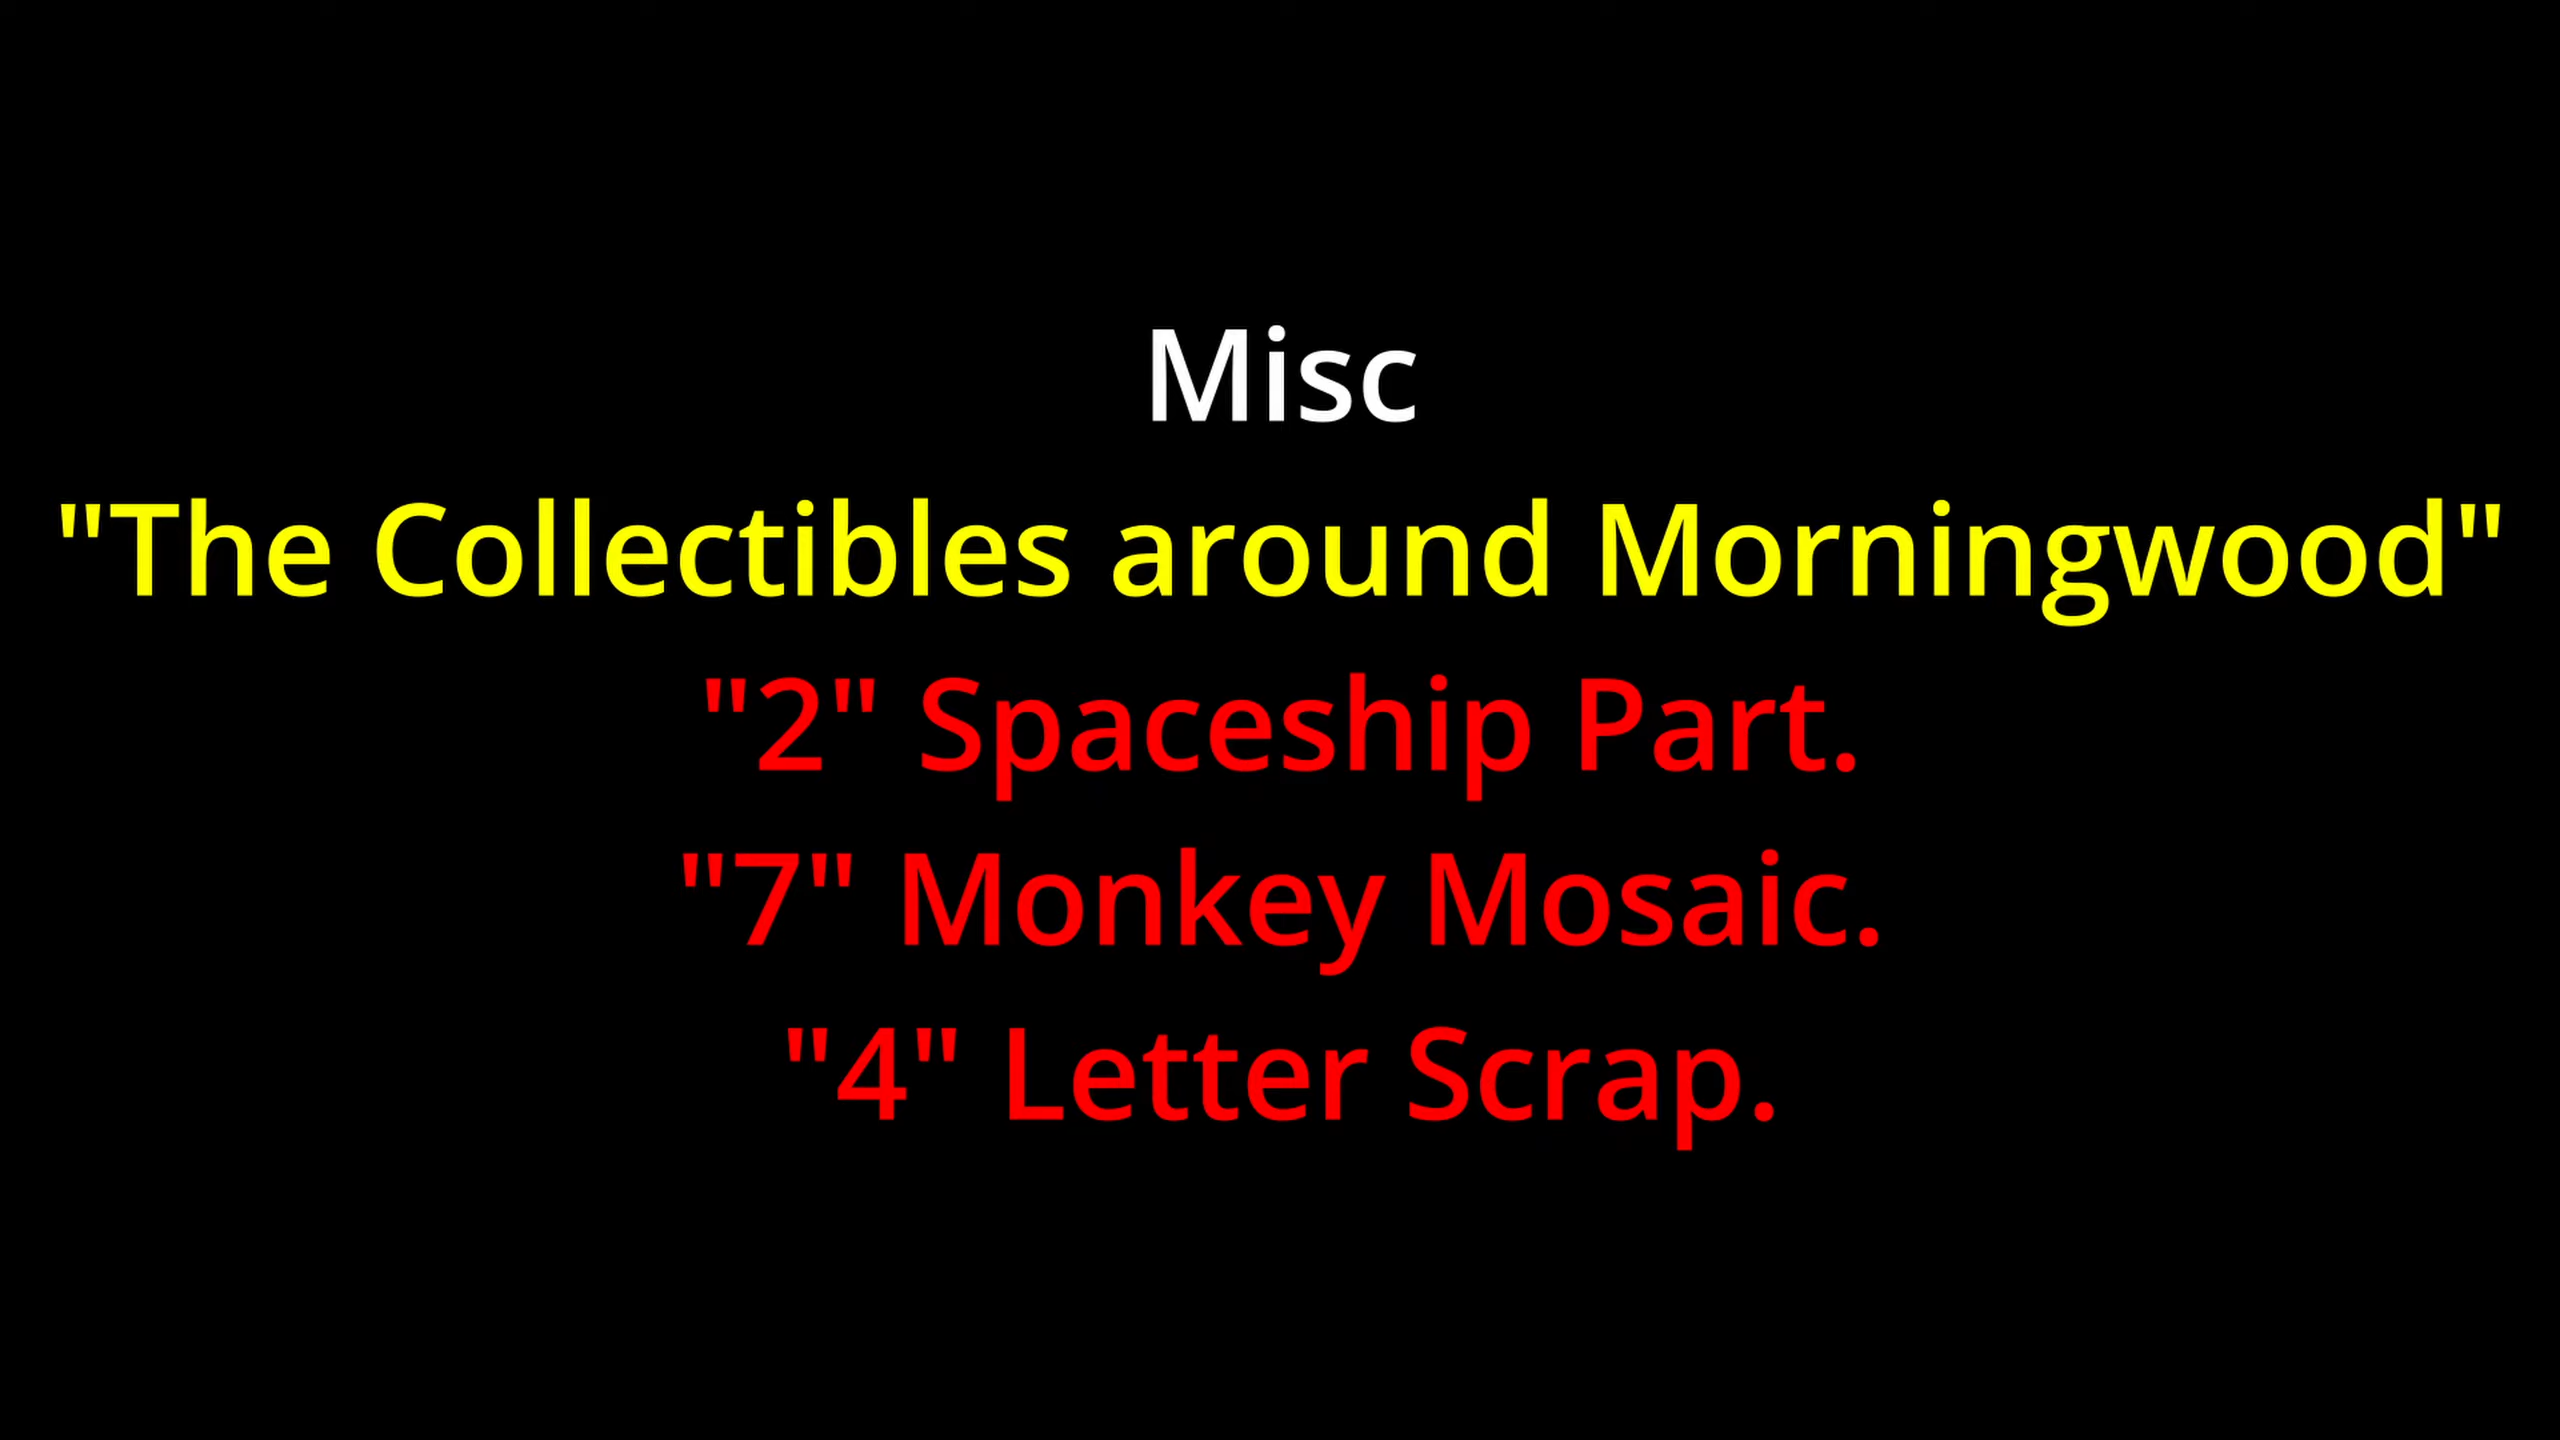 Misc
"The Collectibles around Morningwood"
"2" Spaceship Part.
"7" Monkey Mosaic.
"4" Letter Scrap.